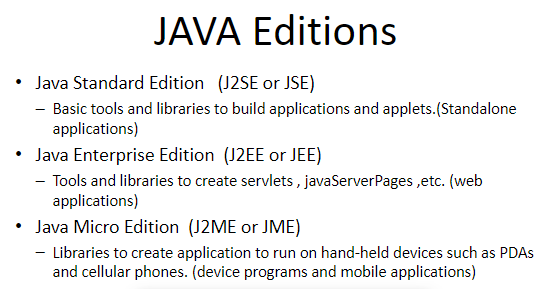 JAVA Editions
• Java Standard Edition (J2SE or JSE)
– Basic tools and libraries to build applications and applets.(Standalone
applications)
• Java Enterprise Edition (J2EE or JEE)
– Tools and libraries to create servlets , javaServerPages ,etc. (web
applications)
• Java Micro Edition (J2ME or JME)
– Libraries to create application to run on hand-held devices such as PDAs
and cellular phones. (device programs and mobile applications)